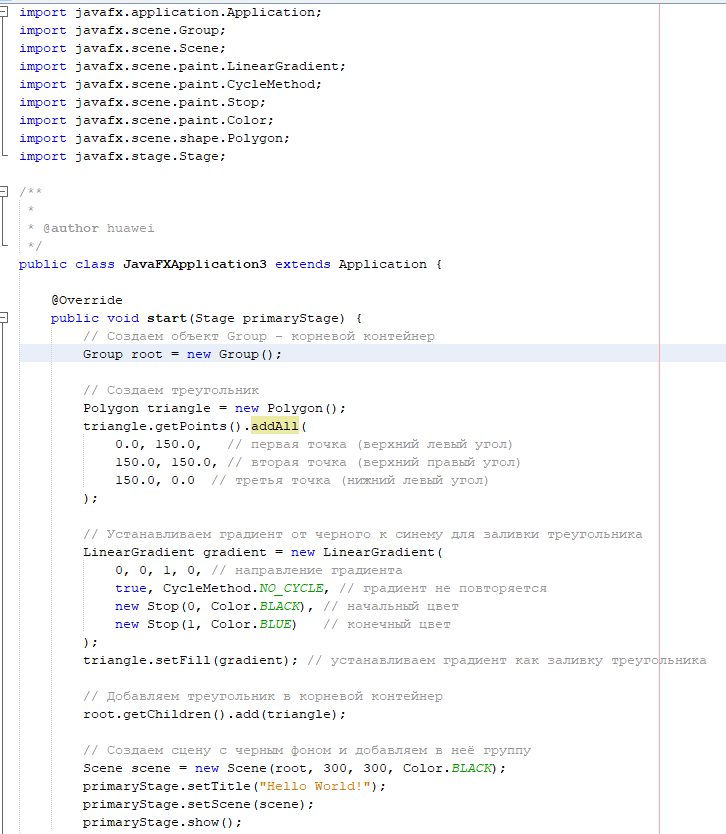 import javafx.application.Application;
import javafx.scene.Group;
import javafx.scene.Scene;
import javafx.scene.paint.LinearGradient;
import javafx.scene.paint.CycleMethod;
import javafx.scene.paint.Stop;
import javafx.scene.paint.Color;
import javafx.scene.shape.Polygon;
import javafx.stage.Stage;

/**
 *
 * @author huawei
 */
public class JavaFXApplication3 extends Application {

    @Override
    public void start(Stage primaryStage) {
        // Создаем объект Group - корневой контейнер
        Group root = new Group();

        // Создаем треугольник
        Polygon triangle = new Polygon();
        triangle.getPoints().addAll(
            0.0, 150.0,   // первая точка (верхний левый угол)
            150.0, 150.0, // вторая точка (верхний правый угол)
            150.0, 0.0  // третья точка (нижний левый угол)
        );

        // Устанавливаем градиент от черного к синему для заливки треугольника
        LinearGradient gradient = new LinearGradient(
            0, 0, 1, 0, // направление градиента
            true, CycleMethod.NO_CYCLE, // градиент не повторяется
            new Stop(0, Color.BLACK), // начальный цвет
            new Stop(1, Color.BLUE)   // конечный цвет
        );
        triangle.setFill(gradient); // устанавливаем градиент как заливку треугольника

        // Добавляем треугольник в корневой контейнер
        root.getChildren().add(triangle);

        // Создаем сцену с черным фоном и добавляем в неё группу
        Scene scene = new Scene(root, 300, 300, Color.BLACK);
        primaryStage.setTitle("Hello World!");
        primaryStage.setScene(scene);
        primaryStage.show();